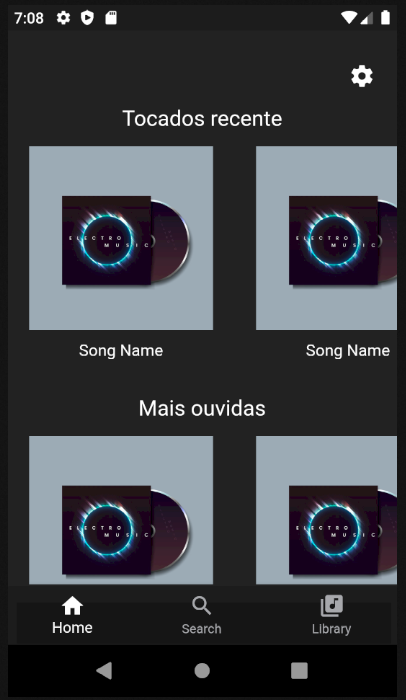 7:08
Tocados recente
ELECTRO
MUSIC
ELECTRO
MUSIC
Song Name
Song Name
Mais ouvidas
ELECTRO
MUSIC
ELECTRO
MUSIC
Home
Search
Library